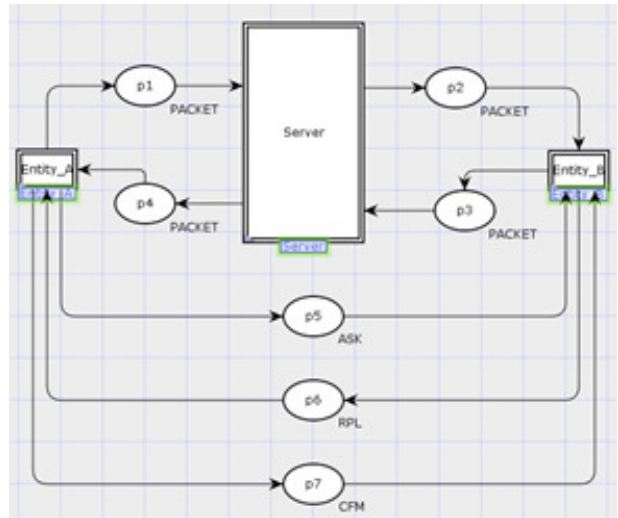 p1
PACKET
p2
PACKET
Server
Entity_A
Entity_B
p4
PACKET
p3
PACKET
Server
p5
ASK
p6
RPL
p7
CFM